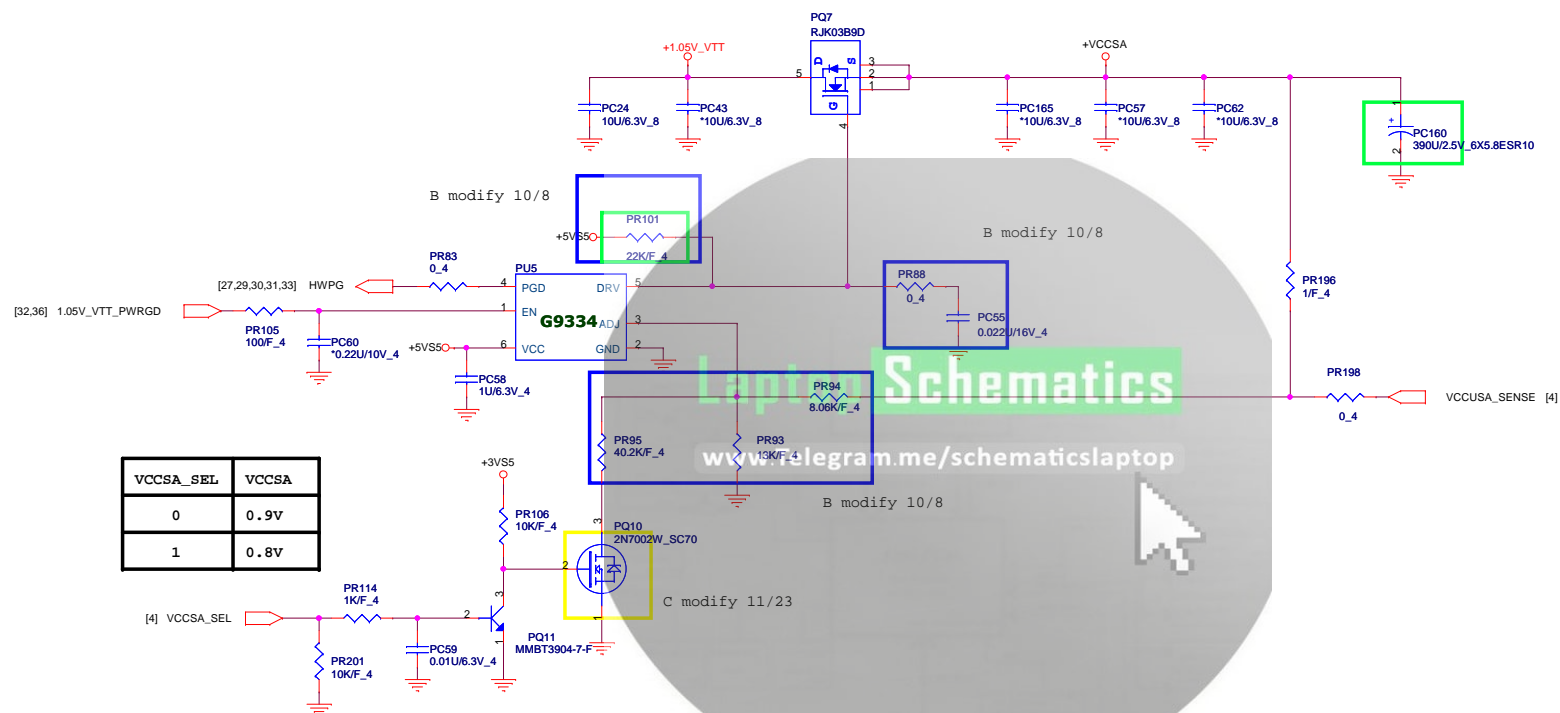 PQ7
RJK03B9D
+1.05V_VTT
+VCCSA
D
S
G
5
3
2
1
4
PC24
10U/6.3V_8
PC43
*10U/6.3V_8
PC165
*10U/6.3V_8
PC57
*10U/6.3V_8
PC62
*10U/6.3V_8
1
+
2
PC160
390U/2.5V_6X5.8ESR10
B modify 10/8
PR101
+5VS5
22K/F_4
B modify 10/8
PR83
0_4
PU5
PR88
0_4
PC55
0.022U/16V_4
PR196
1/F_4
[27,29,30,31,33] HWPG
4
PGD
DRV
5
[32,36] 1.05V_VTT_PWRGD
1
EN
G9334
ADJ
3
PR105
100/F_4
PC60
*0.22U/10V_4
+5VS5
6
VCC
GND
2
PC58
1U/6.3V_4
Laptop Schematics
PR94
8.06K/F_4
PR198
0_4
VCCUSA_SENSE [4]
PR95
40.2K/F_4
PR93
13K/F_4
www.Telegram.me/schematicslaptop
B modify 10/8
VCCSA_SEL VCCSA
0 0.9V
1 0.8V
+3VS5
PR106
10K/F_4
3
PQ10
2N7002W_SC70
2
1
C modify 11/23
PR114
1K/F_4
[4] VCCSA_SEL
3
2
1
PQ11
MMBT3904-7-F
PC59
0.01U/6.3V_4
PR201
10K/F_4